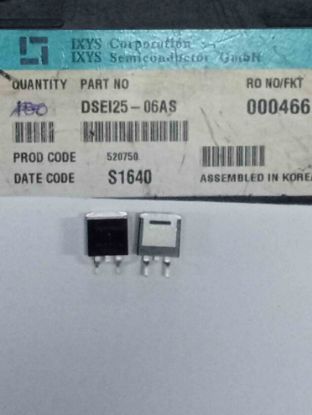 IXYS Corporation
IXYS Semiconductor GmbH
QUANTITY PART NO RO NO/FKT
DSEI25-06AS 000466
PROD CODE 520750
DATE CODE S1640 ASSEMBLED IN KOREA